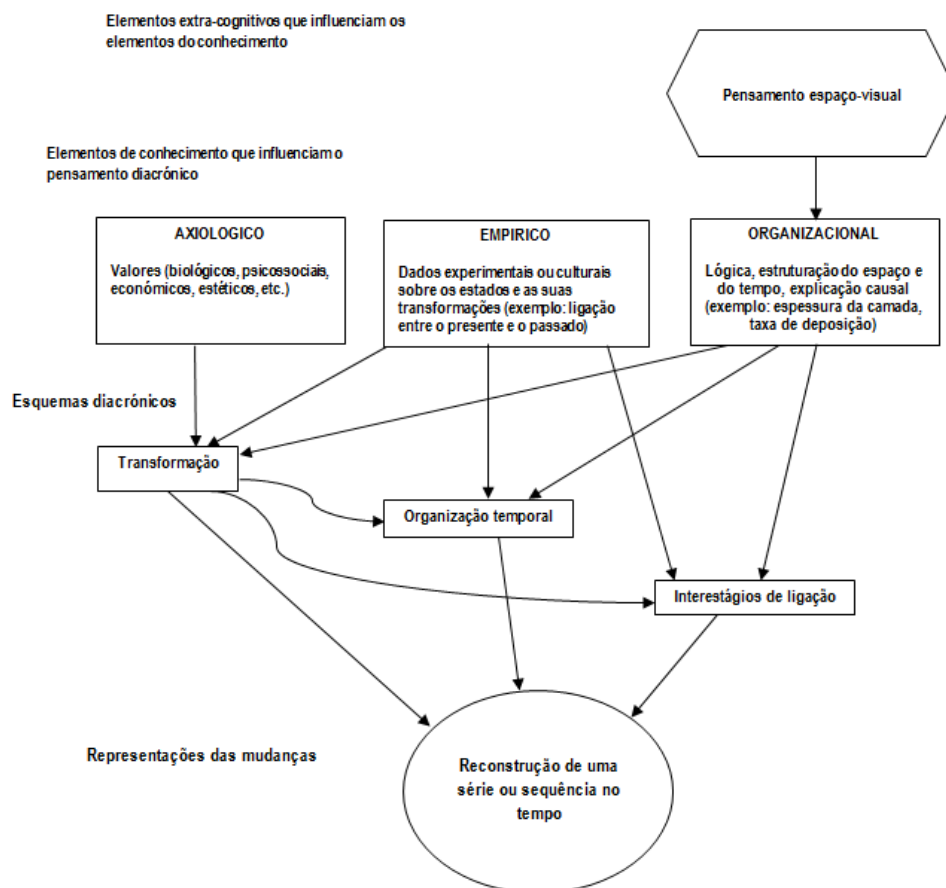 Elementos extra-cognitivos que influenciam os
elementos do conhecimento
Pensamento espaço-visual
Elementos de conhecimento que influenciam o
pensamento diacrónico
AXIOLOGICO
Valores (biológicos, psicossociais,
económicos, estéticos, etc.)
EMPIRICO
Dados experimentais ou culturais
sobre os estados e as suas
transformações (exemplo: ligação
entre o presente e o passado)
ORGANIZACIONAL
Lógica, estruturação do espaço e
do tempo, explicação causal
(exemplo: espessura da camada,
taxa de deposição)
Esquemas diacrónicos
Transformação
Organização temporal
Interestágios de ligação
Representações das mudanças
Reconstrução de uma
série ou sequência no
tempo